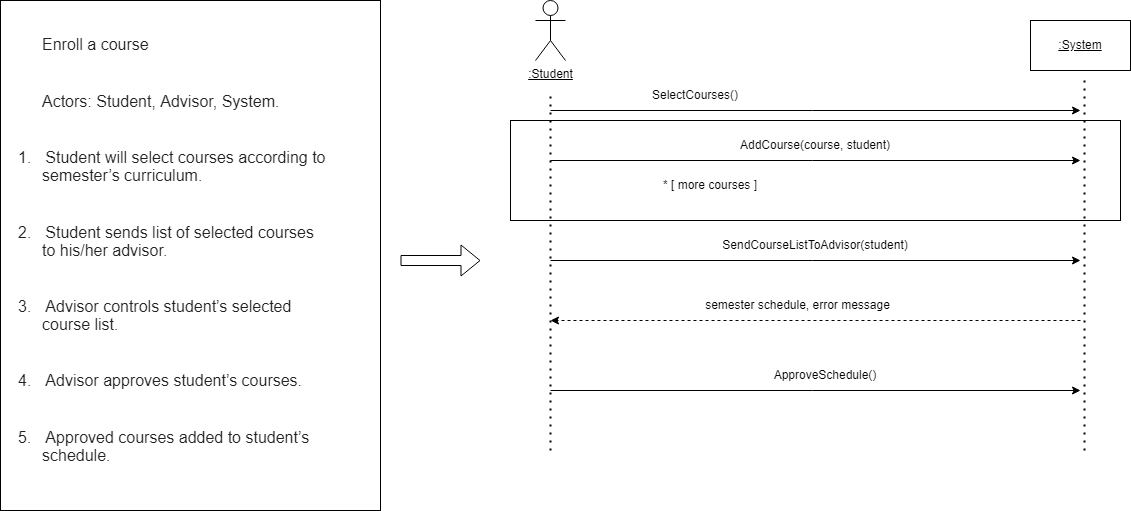 Enroll a course
Actors: Student, Advisor, System.
1. Student will select courses according to
semester’s curriculum.
2. Student sends list of selected courses
to his/her advisor.
3. Advisor controls student’s selected
course list.
4. Advisor approves student’s courses.
5. Approved courses added to student’s
schedule.
:Student
:System
SelectCourses()
AddCourse(course, student)
* [ more courses ]
SendCourseListToAdvisor(student)
semester schedule, error message
ApproveSchedule()